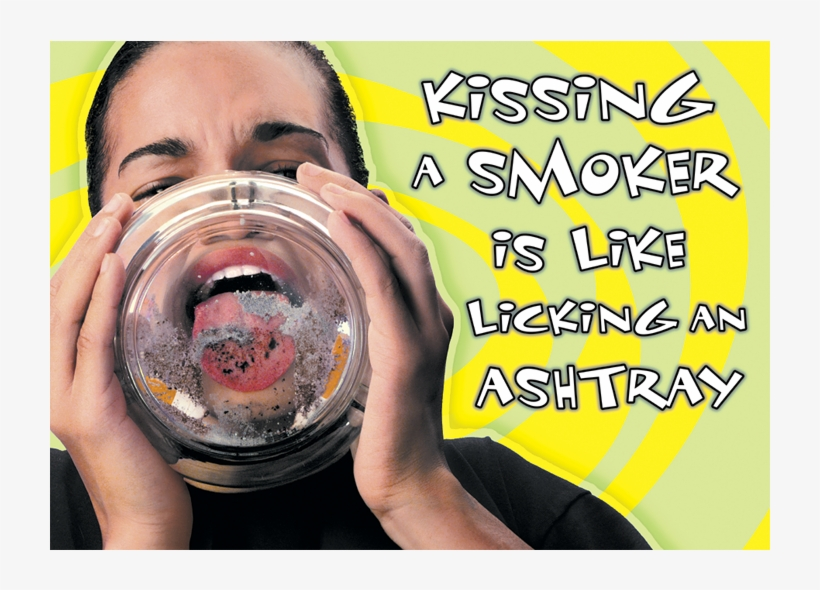 KiSSiNG
A SMOKER
iS LiKE
LiCKiNG AN
ASHTRAY